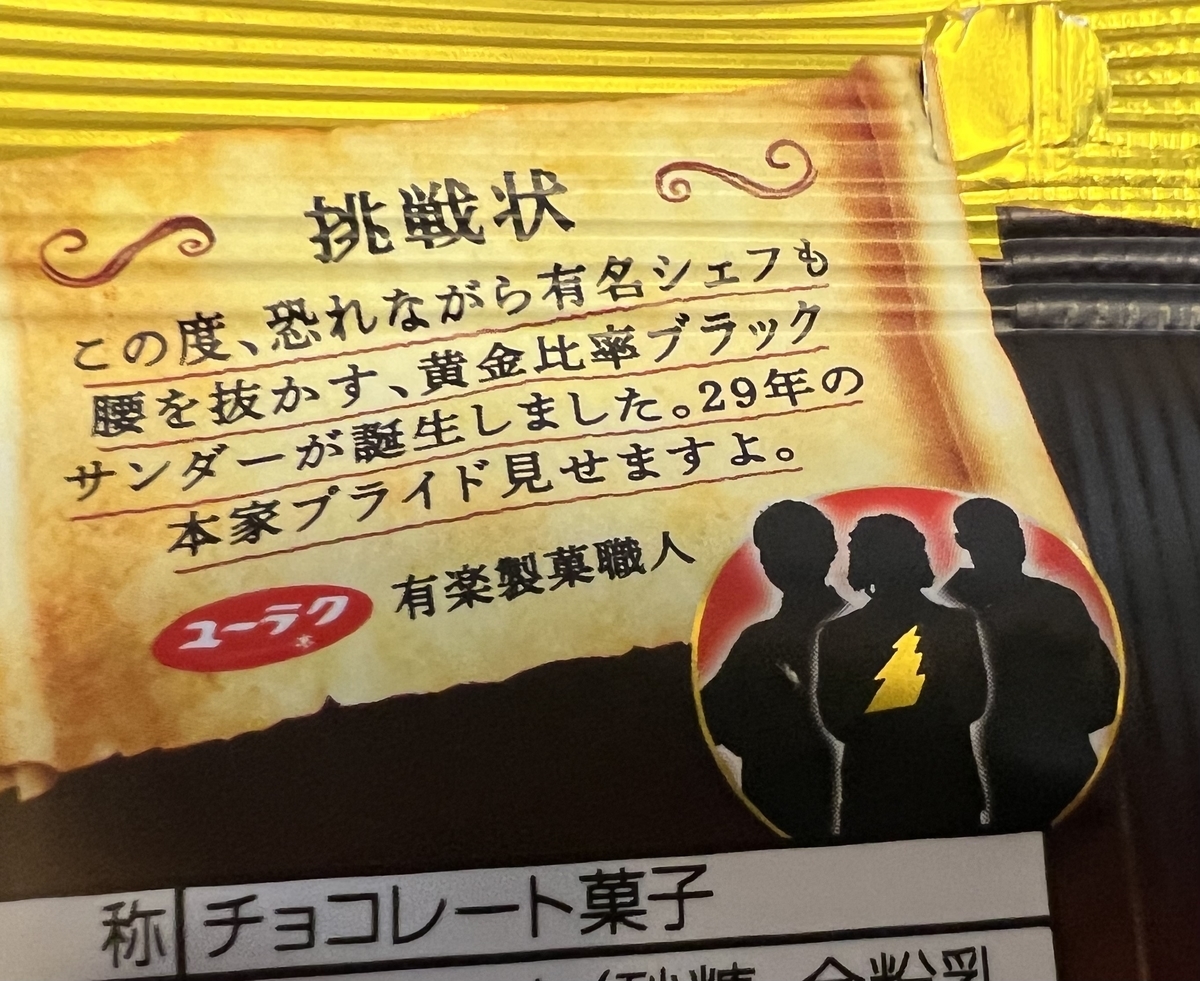 挑戦状
この度、恐れながら有名シェフも
腰を抜かす、黄金比率ブラック
サンダーが誕生しました。29年の
本家プライド見せますよ。
ユーラク 有楽製菓職人
称 チョコレート菓子